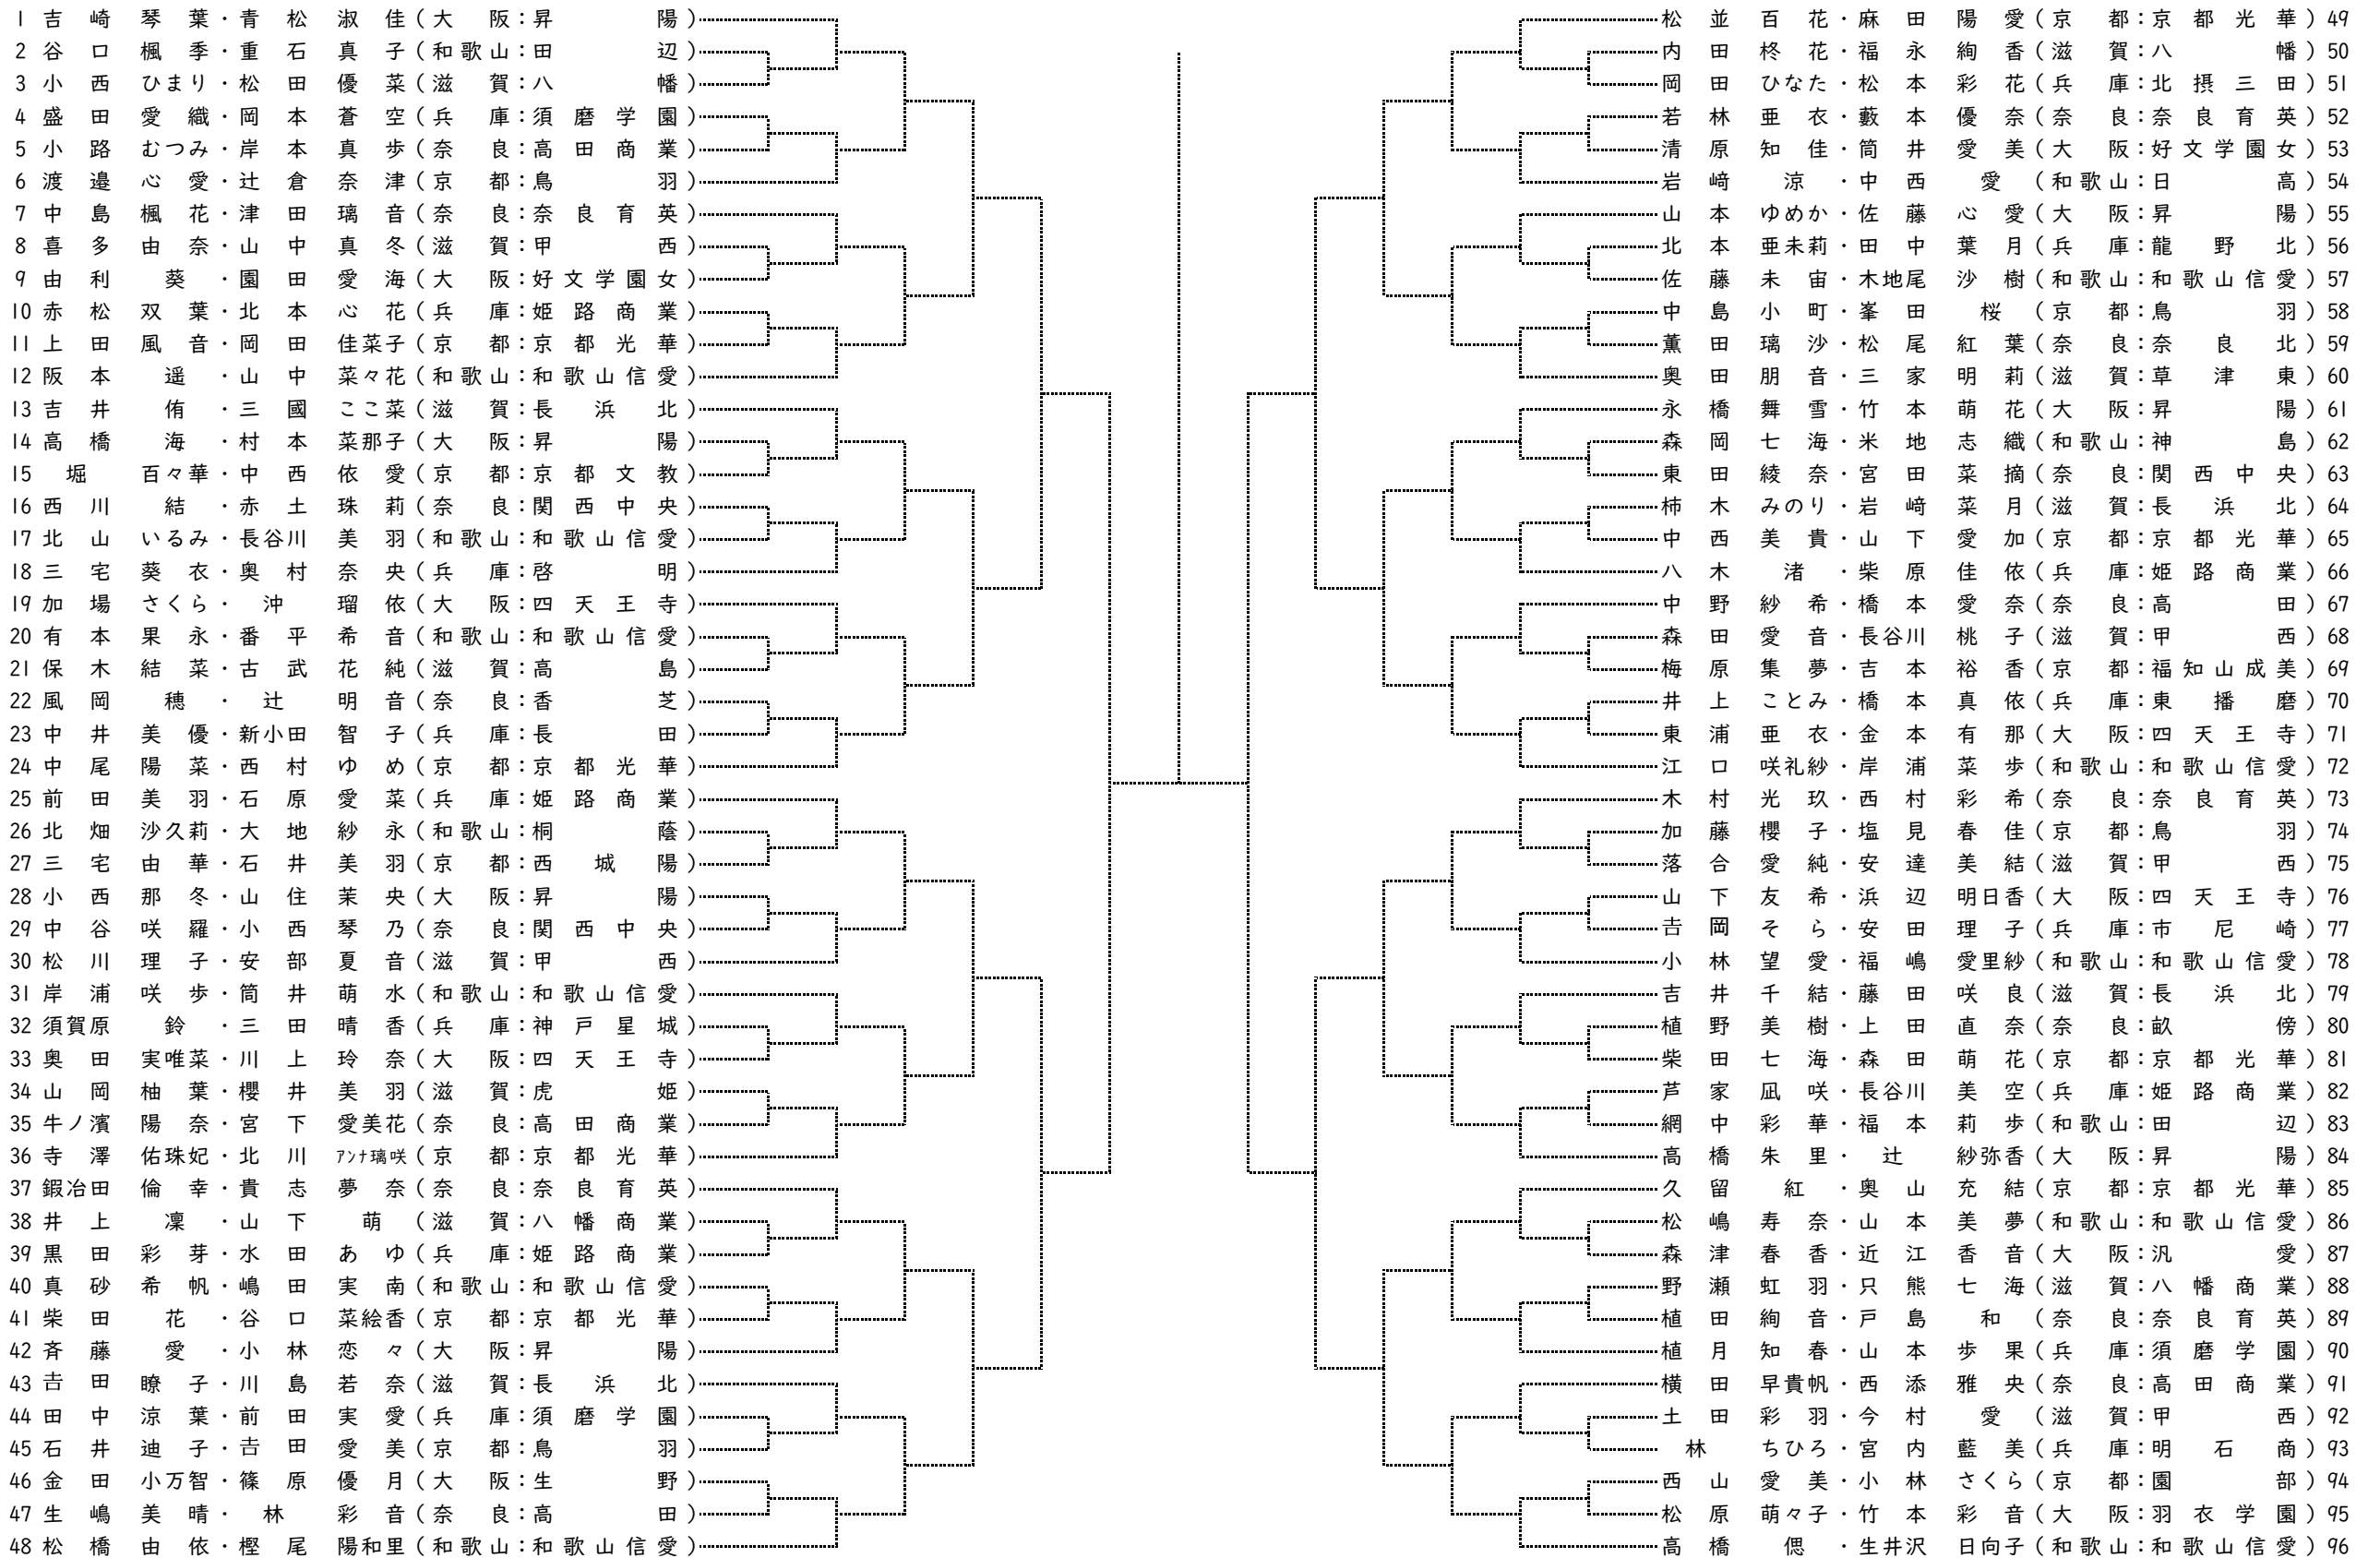 1 吉崎琴葉・青松淑佳(大阪:昇陽)
2 谷口楓季・重石真子(和歌山:田辺)
3 小西ひまり・松田優菜(滋賀:八幡)
4 盛田愛織・岡本蒼空(兵庫:須磨学園)
5 小路むつみ・岸本真歩(奈良:高田商業)
6 渡邉心愛・辻倉奈津(京都:鳥羽)
7 中島楓花・津田璃音(奈良:奈良育英)
8 喜多由奈・山中真冬(滋賀:甲西)
9 由利葵・園田愛海(大阪:好文学園女)
10 赤松双葉・北本心花(兵庫:姫路商業)
11 上田風音・岡田佳菜子(京都:京都光華)
12 阪本遥・山中菜々花(和歌山:和歌山信愛)
13 吉井侑・三國ここ菜(滋賀:長浜北)
14 高橋海・村本菜那子(大阪:昇陽)
15 堀百々華・中西依愛(京都:京都文教)
16 西川結・赤土珠莉(奈良:関西中央)
17 北山いるみ・長谷川美羽(和歌山:和歌山信愛)
18 三宅葵衣・奥村奈央(兵庫:啓明)
19 加場さくら・沖瑠依(大阪:四天王寺)
20 有本果永・番平希音(和歌山:和歌山信愛)
21 保木結菜・古武花純(滋賀:高島)
22 風岡穂・辻明音(奈良:香芝)
23 中井美優・新小田智子(兵庫:長田)
24 中尾陽菜・西村ゆめ(京都:京都光華)
25 前田美羽・石原愛菜(兵庫:姫路商業)
26 北畑沙久莉・大地紗永(和歌山:桐蔭)
27 三宅由華・石井美羽(京都:西城陽)
28 小西那冬・山住茉央(大阪:昇陽)
29 中谷咲羅・小西琴乃(奈良:関西中央)
30 松川理子・安部夏音(滋賀:甲西)
31 岸浦咲歩・筒井萌水(和歌山:和歌山信愛)
32 須賀原鈴・三田晴香(兵庫:神戸星城)
33 奥田実唯菜・川上玲奈(大阪:四天王寺)
34 山岡柚葉・櫻井美羽(滋賀:虎姫)
35 牛ノ濱陽奈・宮下愛美花(奈良:高田商業)
36 寺澤佑珠妃・北川アンナ璃咲(京都:京都光華)
37 鍜冶田倫幸・貴志夢奈(奈良:奈良育英)
38 井上凜・山下萌(滋賀:八幡商業)
39 黒田彩芽・水田あゆ(兵庫:姫路商業)
40 真砂希帆・嶋田実南(和歌山:和歌山信愛)
41 柴田花・谷口菜絵香(京都:京都光華)
42 斉藤愛・小林恋々(大阪:昇陽)
43 𠮷田瞭子・川島若奈(滋賀:長浜北)
44 田中涼葉・前田実愛(兵庫:須磨学園)
45 石井迪子・𠮷田愛美(京都:鳥羽)
46 金田小万智・篠原優月(大阪:生野)
47 生嶋美晴・林彩音(奈良:高田)
48 松橋由依・樫尾陽和里(和歌山:和歌山信愛)
松並百花・麻田陽愛(京都:京都光華) 49
内田柊花・福永絢香(滋賀:八幡) 50
岡田ひなた・松本彩花(兵庫:北摂三田) 51
若林亜衣・藪本優奈(奈良:奈良育英) 52
清原知佳・筒井愛美(大阪:好文学園女) 53
岩﨑涼・中西愛(和歌山:日高) 54
山本ゆめか・佐藤心愛(大阪:昇陽) 55
北本亜未莉・田中葉月(兵庫:龍野北) 56
佐藤未宙・木地尾沙樹(和歌山:和歌山信愛) 57
中島小町・峯田桜(京都:鳥羽) 58
薫田璃沙・松尾紅葉(奈良:奈良北) 59
奥田朋音・三家明莉(滋賀:草津東) 60
永橋舞雪・竹本萌花(大阪:昇陽) 61
森岡七海・米地志織(和歌山:神島) 62
東田綾奈・宮田菜摘(奈良:関西中央) 63
柿木みのり・岩﨑菜月(滋賀:長浜北) 64
中西美貴・山下愛加(京都:京都光華) 65
八木渚・柴原佳依(兵庫:姫路商業) 66
中野紗希・橋本愛奈(奈良:高田) 67
森田愛音・長谷川桃子(滋賀:甲西) 68
梅原集夢・吉本裕香(京都:福知山成美) 69
井上ことみ・橋本真依(兵庫:東播磨) 70
東浦亜衣・金本有那(大阪:四天王寺) 71
江口咲礼紗・岸浦菜歩(和歌山:和歌山信愛) 72
木村光玖・西村彩希(奈良:奈良育英) 73
加藤櫻子・塩見春佳(京都:鳥羽) 74
落合愛純・安達美結(滋賀:甲西) 75
山下友希・浜辺明日香(大阪:四天王寺) 76
𠮷岡そら・安田理子(兵庫:市尼崎) 77
小林望愛・福嶋愛里紗(和歌山:和歌山信愛) 78
吉井千結・藤田咲良(滋賀:長浜北) 79
植野美樹・上田直奈(奈良:畝傍) 80
柴田七海・森田萌花(京都:京都光華) 81
芦家凪咲・長谷川美空(兵庫:姫路商業) 82
網中彩華・福本莉歩(和歌山:田辺) 83
高橋朱里・辻紗弥香(大阪:昇陽) 84
久留紅・奥山充結(京都:京都光華) 85
松嶋寿奈・山本美夢(和歌山:和歌山信愛) 86
森津春香・近江香音(大阪:汎愛) 87
野瀬虹羽・只熊七海(滋賀:八幡商業) 88
植田絢音・戸島和(奈良:奈良育英) 89
植月知春・山本歩果(兵庫:須磨学園) 90
横田早貴帆・西添雅央(奈良:高田商業) 91
土田彩羽・今村愛(滋賀:甲西) 92
林ちひろ・宮内藍美(兵庫:明石商) 93
西山愛美・小林さくら(京都:園部) 94
松原萌々子・竹本彩音(大阪:羽衣学園) 95
高橋偲・生井沢日向子(和歌山:和歌山信愛) 96